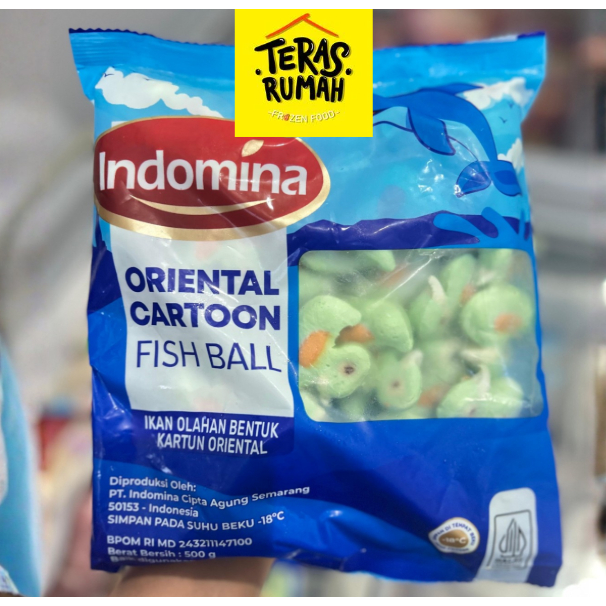 TERAS
RUMAH
FROZEN FOOD
Indomina
ORIENTAL
CARTOON
FISH BALL
IKAN OLAHAN BENTUK
KARTUN ORIENTAL
Diproduksi Oleh:
PT. Indomina Cipta Agung Semarang
50153 - Indonesia
SIMPAN PADA SUHU BEKU -18°C
BPOM RI MD 243211147100
Berat Bersih : 500 g
-18°C